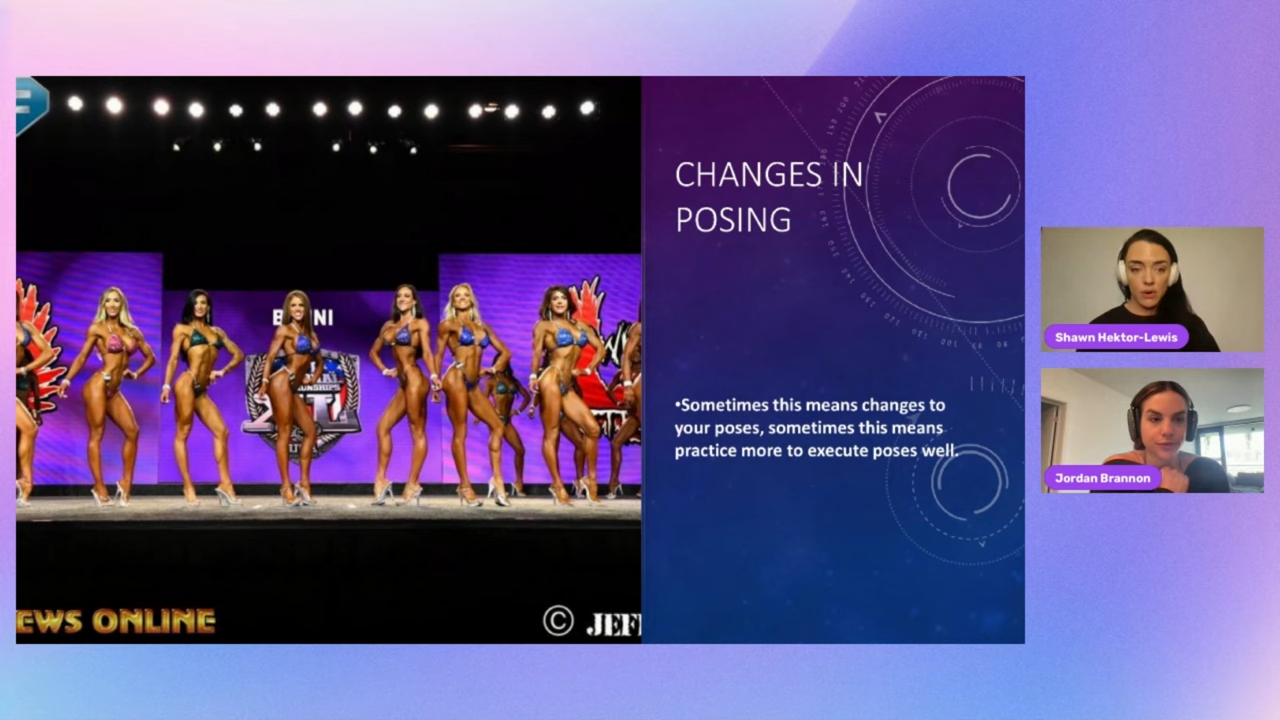 CHANGES IN
POSING
•Sometimes this means changes to
your poses, sometimes this means
practice more to execute poses well.
EWS ONLINE
© JEF
Shawn Hektor-Lewis
Jordan Brannon